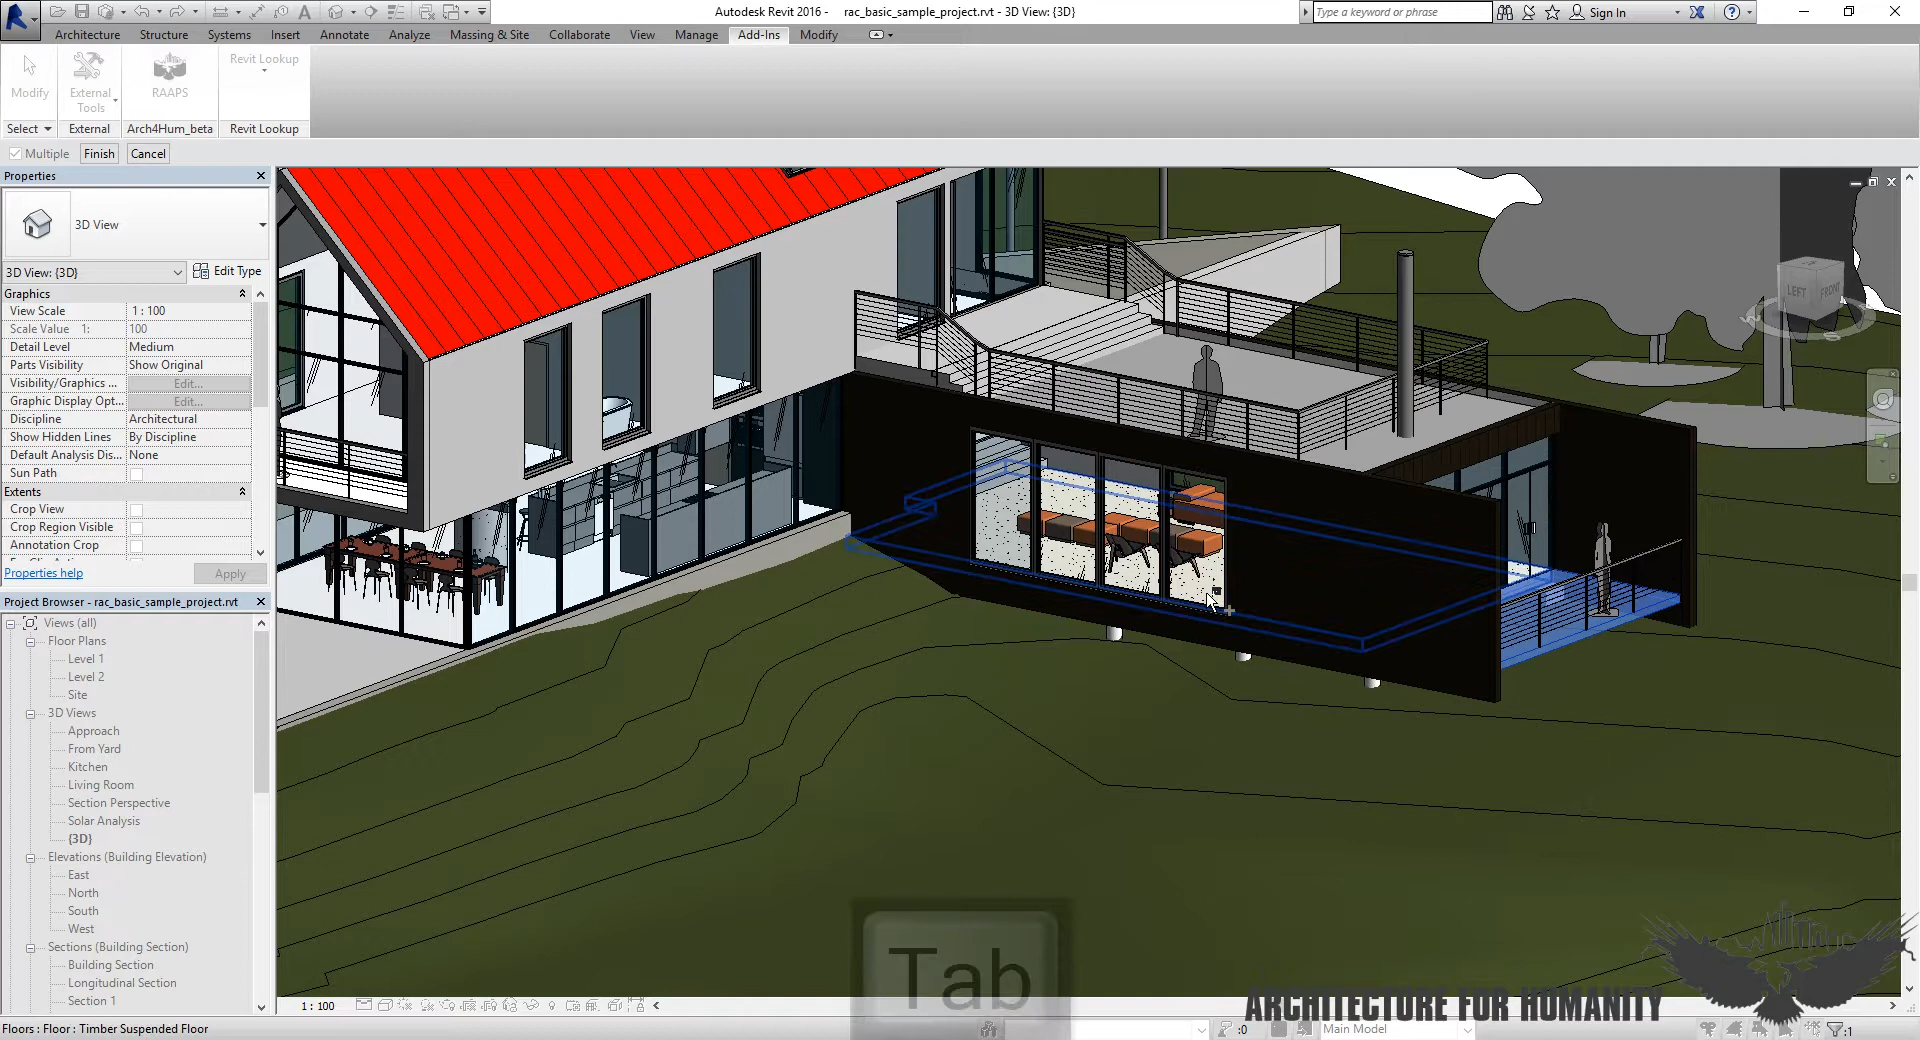 Autodesk Revit 2016 - rac_basic_sample_project.rvt - 3D View: {3D}
Type a keyword or phrase
Sign In
Architecture Structure Systems Insert Annotate Analyze Massing & Site Collaborate View Manage Add-Ins Modify
Modify
External
Tools
RAAPS
Revit Lookup
Select
External
Arch4Hum_beta
Revit Lookup
Multiple Finish Cancel
Properties
3D View
3D View: {3D}
Edit Type
Graphics
View Scale 1 : 100
Scale Value 1: 100
Detail Level Medium
Parts Visibility Show Original
Visibility/Graphics ... Edit...
Graphic Display Opt... Edit...
Discipline Architectural
Show Hidden Lines By Discipline
Default Analysis Dis... None
Sun Path
Extents
Crop View
Crop Region Visible
Annotation Crop
Properties help
Apply
Project Browser - rac_basic_sample_project.rvt
Views (all)
Floor Plans
Level 1
Level 2
Site
3D Views
Approach
From Yard
Kitchen
Living Room
Section Perspective
Solar Analysis
{3D}
Elevations (Building Elevation)
East
North
South
West
Sections (Building Section)
Building Section
Longitudinal Section
Section 1
LEFT
FRONT
Tab
1 : 100
ARCHITECTURE FOR HUMANITY
Floors : Floor : Timber Suspended Floor
:0
Main Model
:1